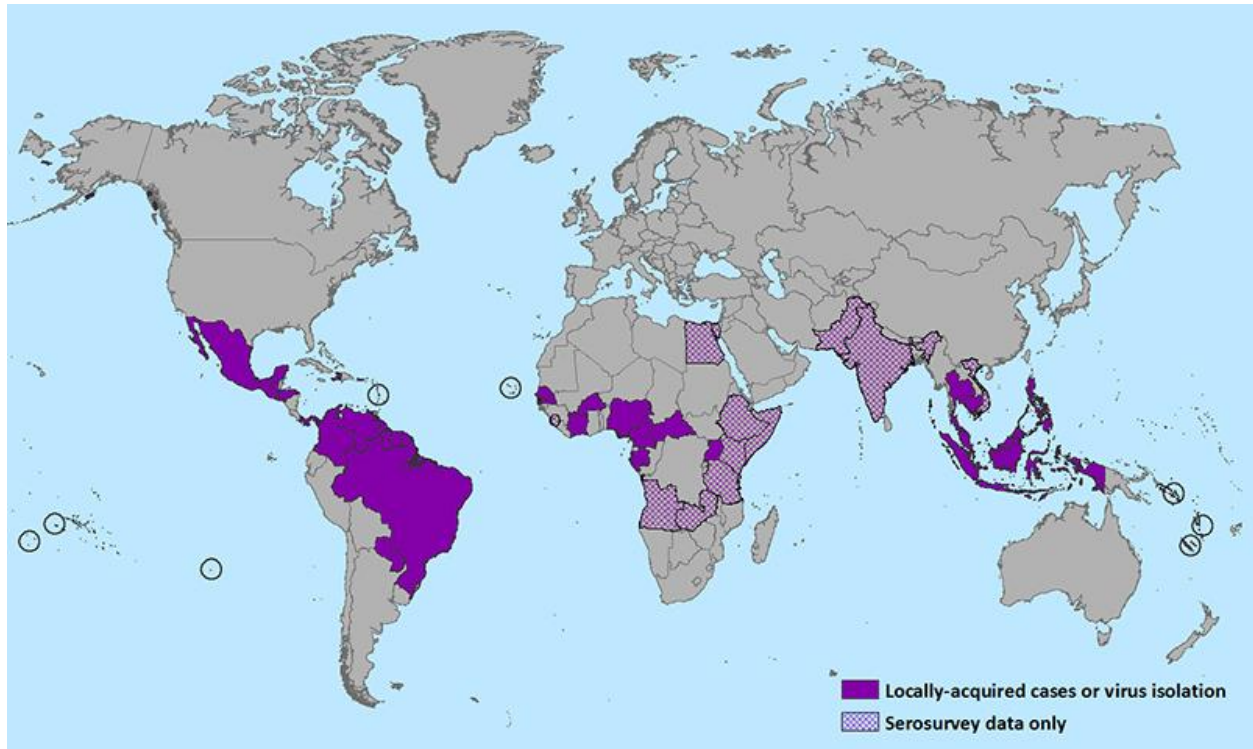 Locally-acquired cases or virus isolation
Serosurvey data only